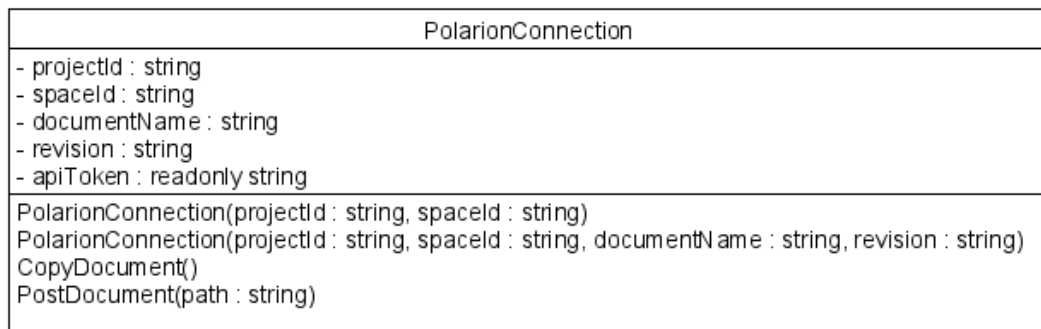 PolarionConnection
- projectId : string
- spaceId : string
- documentName : string
- revision : string
- apiToken : readonly string
PolarionConnection(projectId : string, spaceId : string)
PolarionConnection(projectId : string, spaceId : string, documentName : string, revision : string)
CopyDocument()
PostDocument(path : string)